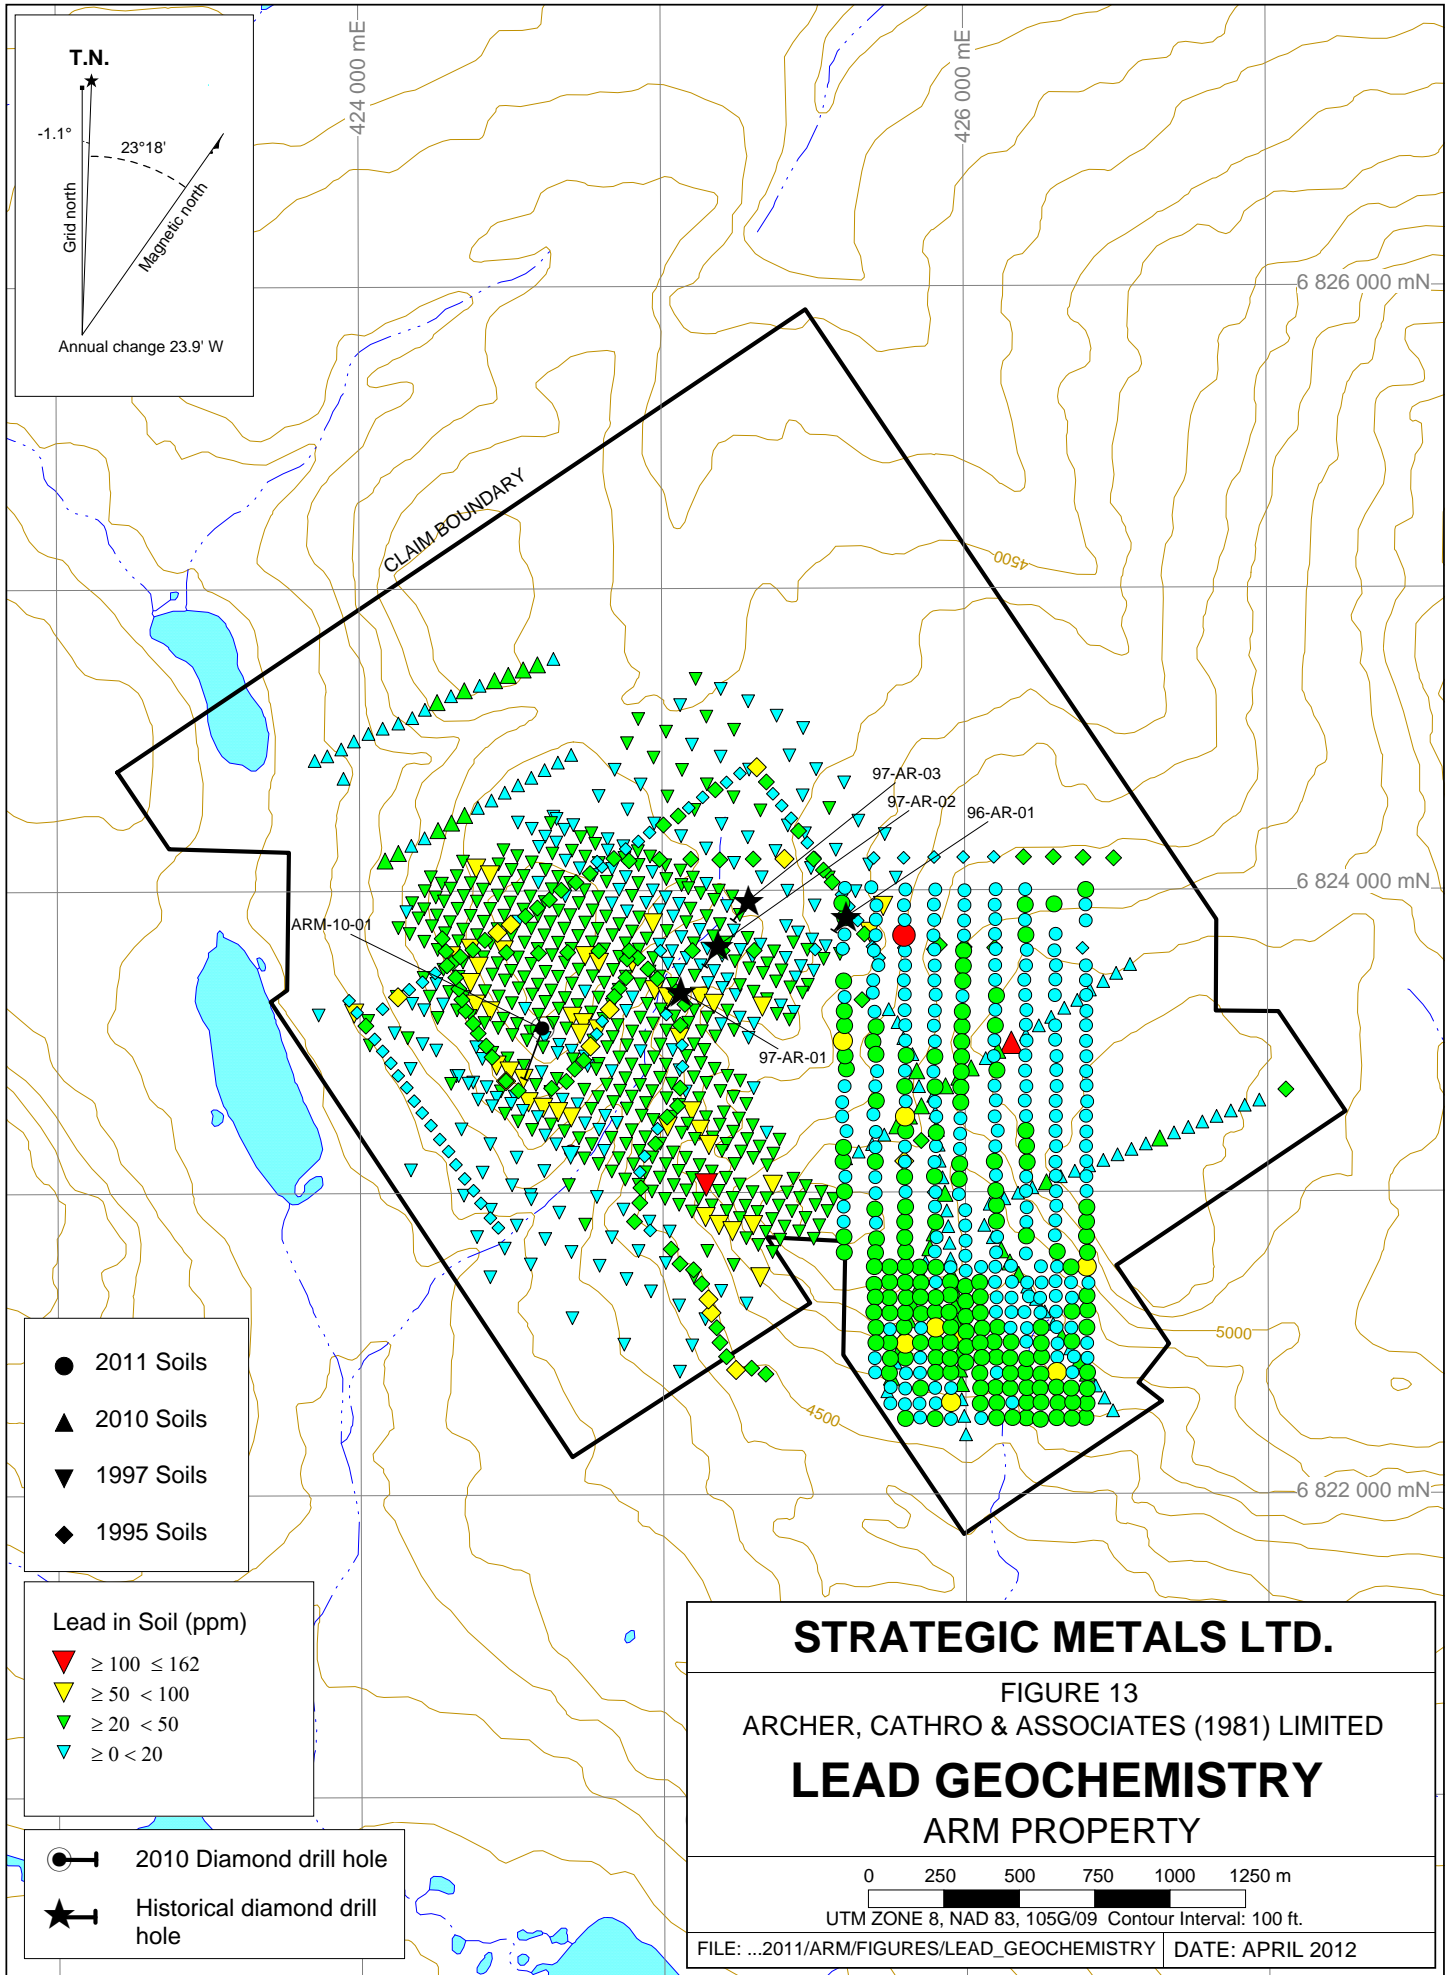 T.N.
-1.1°
23°18'
Grid north
Magnetic north
Annual change 23.9' W
424 000 mE
426 000 mE
6 826 000 mN
CLAIM BOUNDARY
4500
97-AR-03
97-AR-02
96-AR-01
6 824 000 mN
ARM-10-01
97-AR-01
5000
4500
6 822 000 mN
2011 Soils
2010 Soils
1997 Soils
1995 Soils
Lead in Soil (ppm)
≥ 100 ≤ 162
≥ 50 < 100
≥ 20 < 50
≥ 0 < 20
2010 Diamond drill hole
Historical diamond drill
hole
STRATEGIC METALS LTD.
FIGURE 13
ARCHER, CATHRO & ASSOCIATES (1981) LIMITED
LEAD GEOCHEMISTRY
ARM PROPERTY
0 250 500 750 1000 1250 m
UTM ZONE 8, NAD 83, 105G/09 Contour Interval: 100 ft.
FILE: ...2011/ARM/FIGURES/LEAD_GEOCHEMISTRY
DATE: APRIL 2012